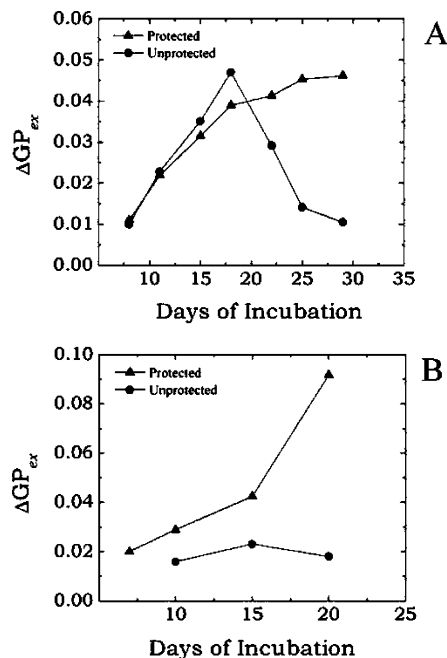 A
0.06
Protected
Unprotected
0.05
0.04
0.03
0.02
0.01
0.00
ΔGPex
10 15 20 25 30 35
Days of Incubation
B
0.10
Protected
Unprotected
0.08
0.06
0.04
0.02
0.00
ΔGPex
10 15 20 25
Days of Incubation